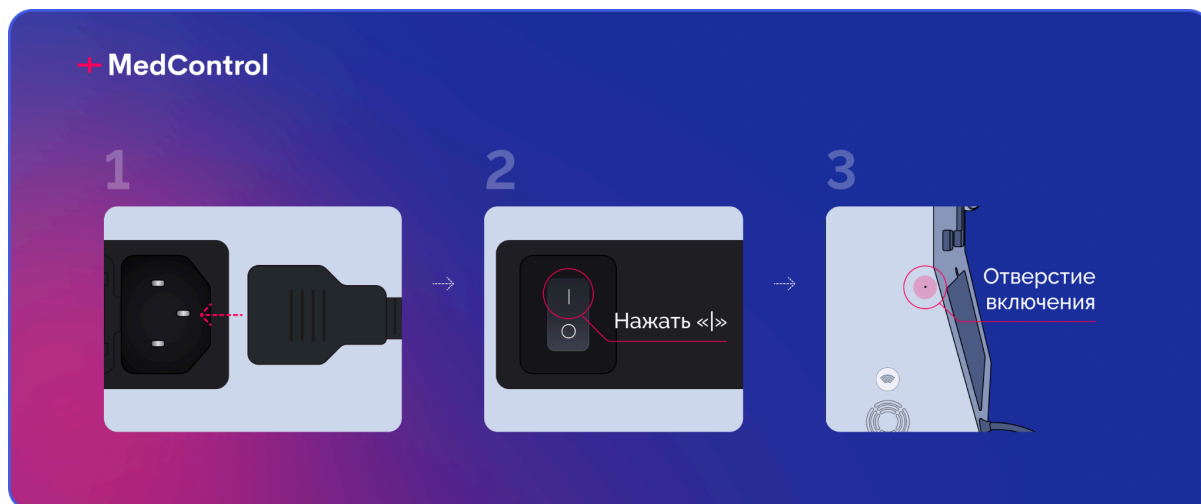 MedControl
1
2
3
Нажать «|»
Отверстие
включения